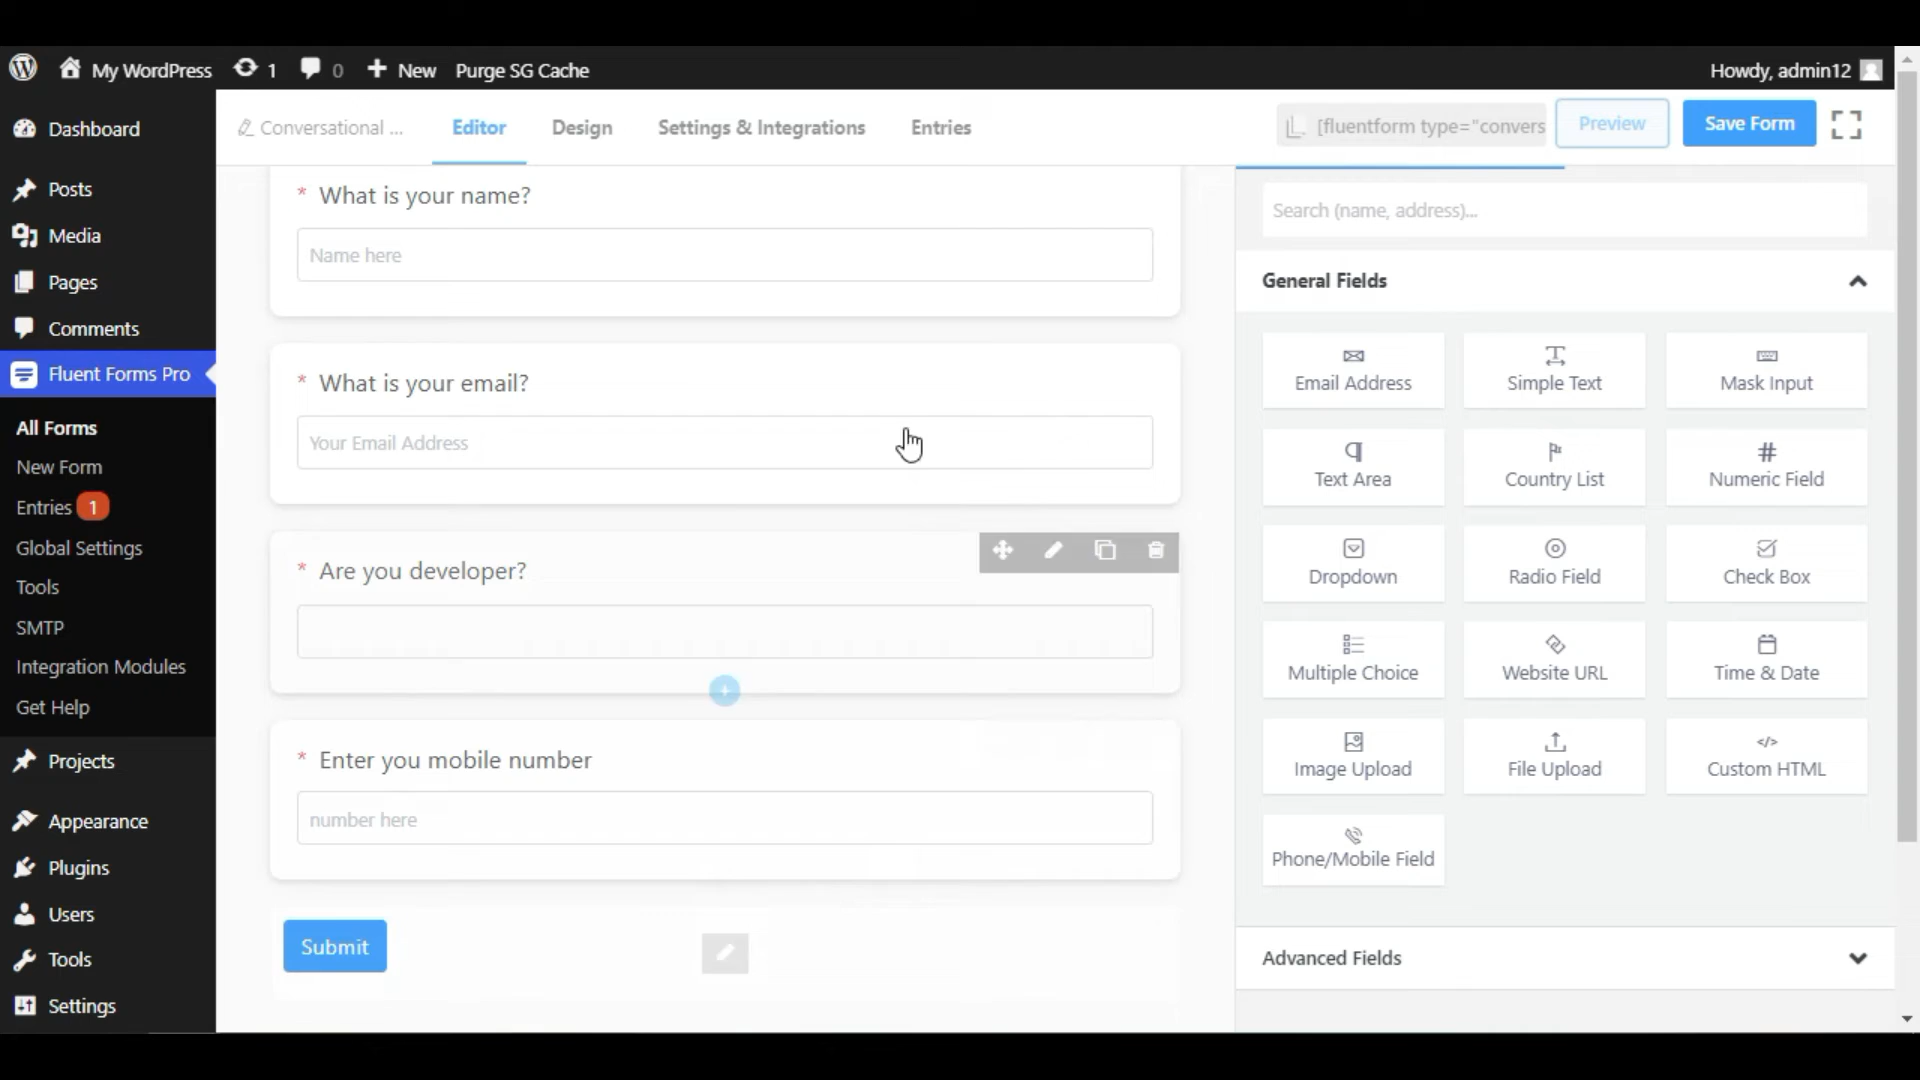 My WordPress 1 0 New Purge SG Cache Howdy, admin12
Dashboard
Posts
Media
Pages
Comments
Fluent Forms Pro
All Forms
New Form
Entries 1
Global Settings
Tools
SMTP
Integration Modules
Get Help
Projects
Appearance
Plugins
Users
Tools
Settings
Conversational ... Editor Design Settings & Integrations Entries [fluentform type="convers Preview Save Form
* What is your name?
Name here
* What is your email?
Your Email Address
* Are you developer?
* Enter you mobile number
number here
Submit
Search (name, address)...
General Fields
Email Address Simple Text Mask Input
Text Area Country List Numeric Field
Dropdown Radio Field Check Box
Multiple Choice Website URL Time & Date
Image Upload File Upload Custom HTML
Phone/Mobile Field
Advanced Fields